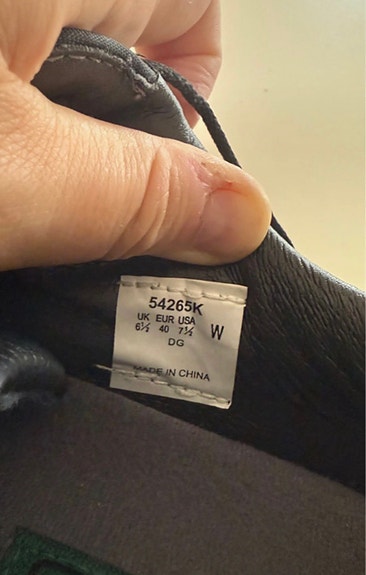 54265K
UK EUR USA
6½ 40 7½ W
DG
MADE IN CHINA